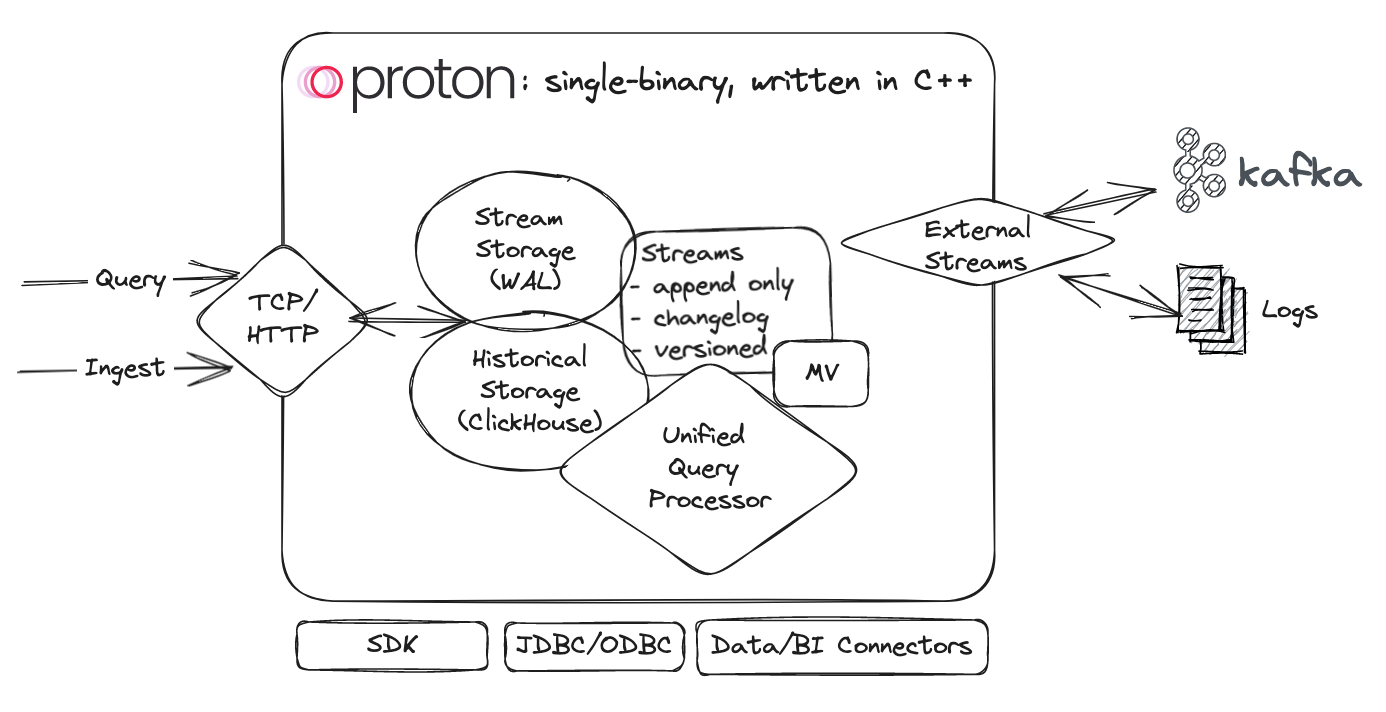 proton: single-binary, written in C++
kafka
Stream
Storage
(WAL)
Streams
- append only
- changelog
- versioned
External
Streams
Query
TCP/
HTTP
Ingest
Logs
Historical
Storage
(ClickHouse)
MV
Unified
Query
Processor
SDK
JDBC/ODBC
Data/BI Connectors